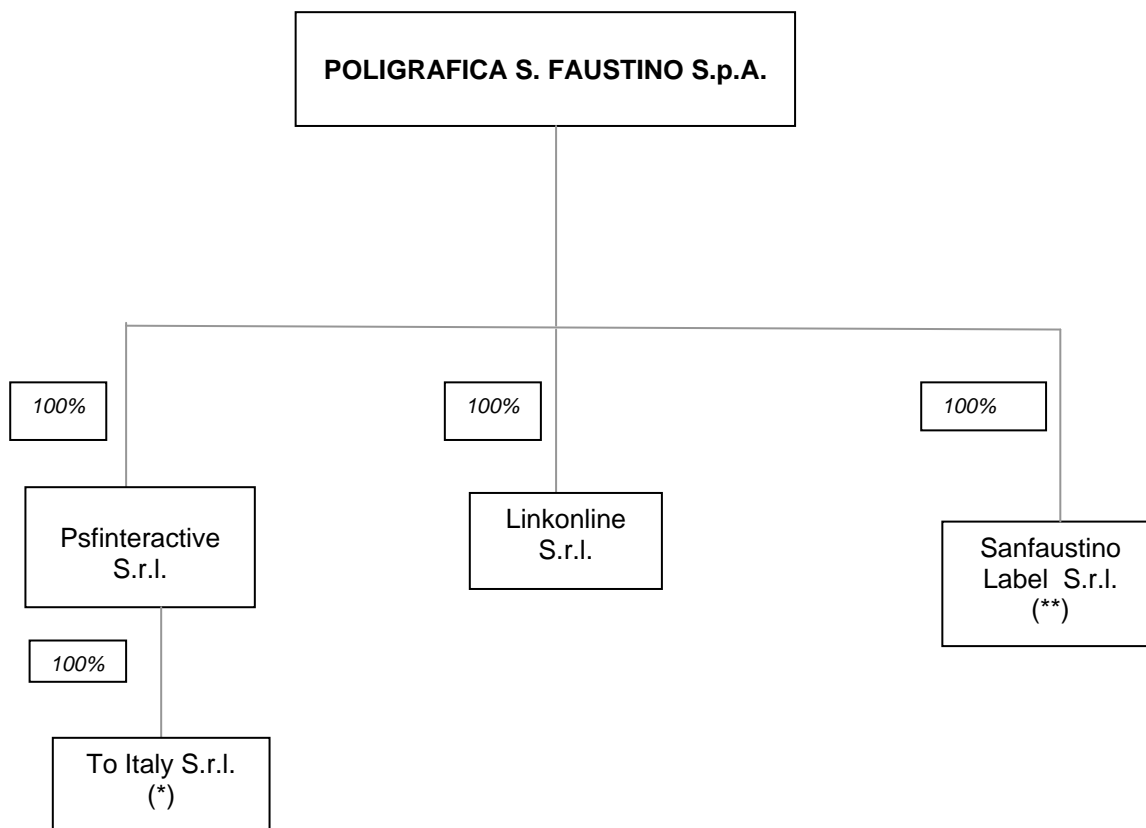 POLIGRAFICA S. FAUSTINO S.p.A.
100%
100%
100%
Psfinteractive
S.r.l.
Linkonline
S.r.l.
Sanfaustino
Label S.r.l.
(**)
100%
To Italy S.r.l.
(*)